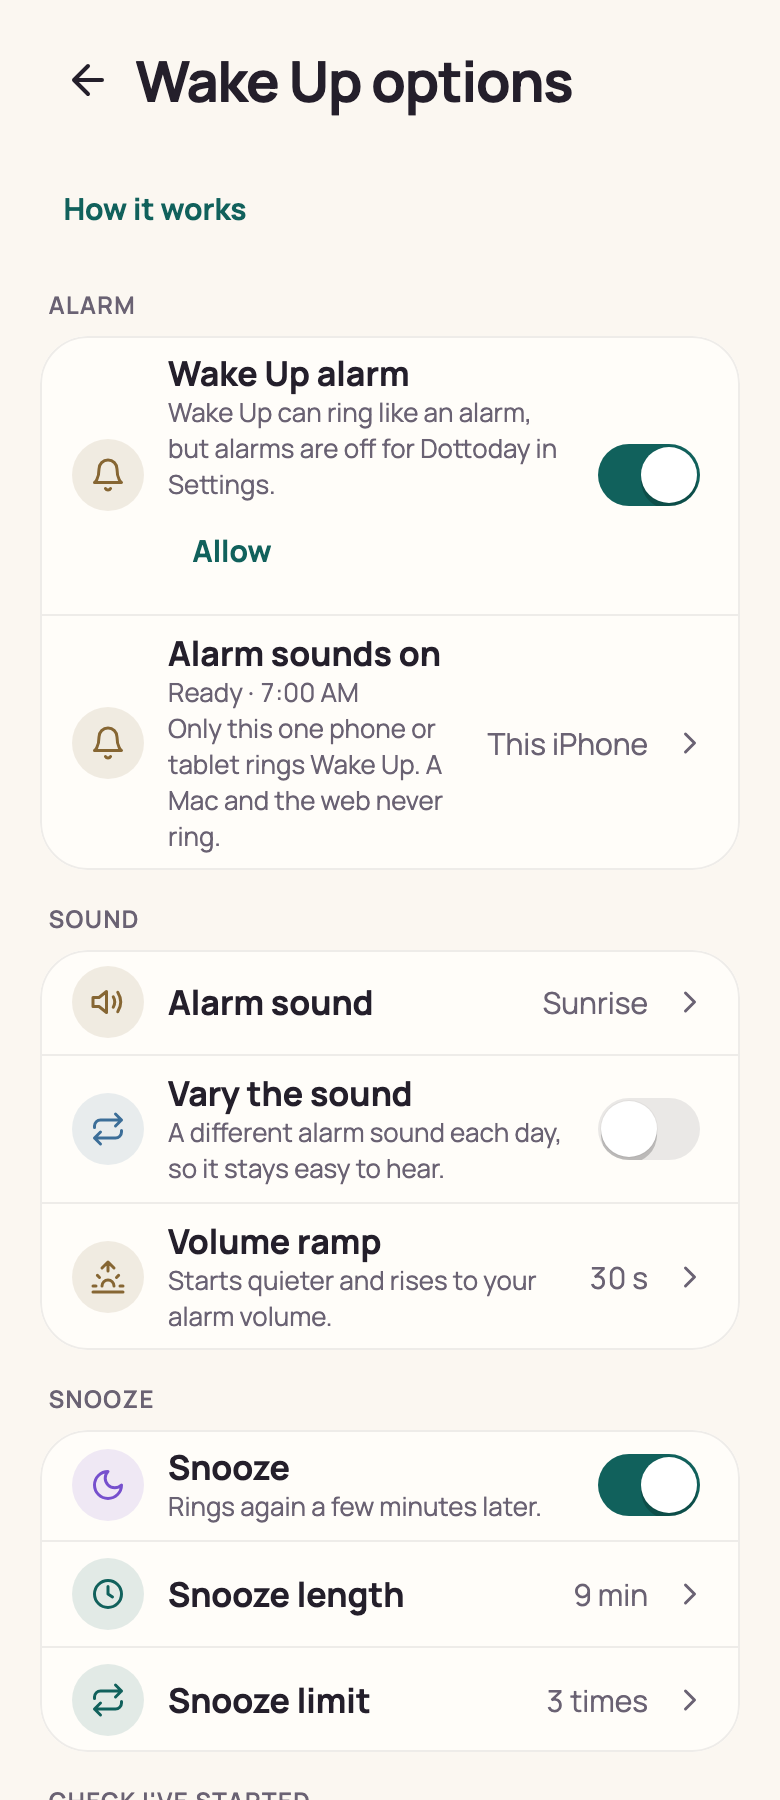 Wake Up options
How it works
ALARM
Wake Up alarm
Wake Up can ring like an alarm,
but alarms are off for Dottoday in
Settings.
Allow
Alarm sounds on
Ready · 7:00 AM
Only this one phone or
tablet rings Wake Up. A
Mac and the web never
ring.
This iPhone
SOUND
Alarm sound
Sunrise
Vary the sound
A different alarm sound each day,
so it stays easy to hear.
Volume ramp
Starts quieter and rises to your
alarm volume.
30 s
SNOOZE
Snooze
Rings again a few minutes later.
Snooze length
9 min
Snooze limit
3 times
CHECK I'VE STARTED